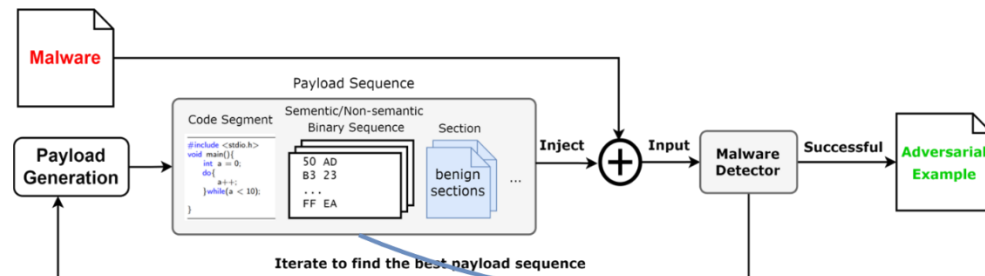 Malware
Payload Sequence
Code Segment
Sementic/Non-semantic
Binary Sequence
Section
#include <stdio.h>
void main(){
int a = 0;
do{
a++;
}while(a < 10);
}
50 AD
B3 23
...
FF EA
benign
sections
...
Payload
Generation
Inject
+
Input
Malware
Detector
Successful
Adversarial
Example
Iterate to find the best payload sequence